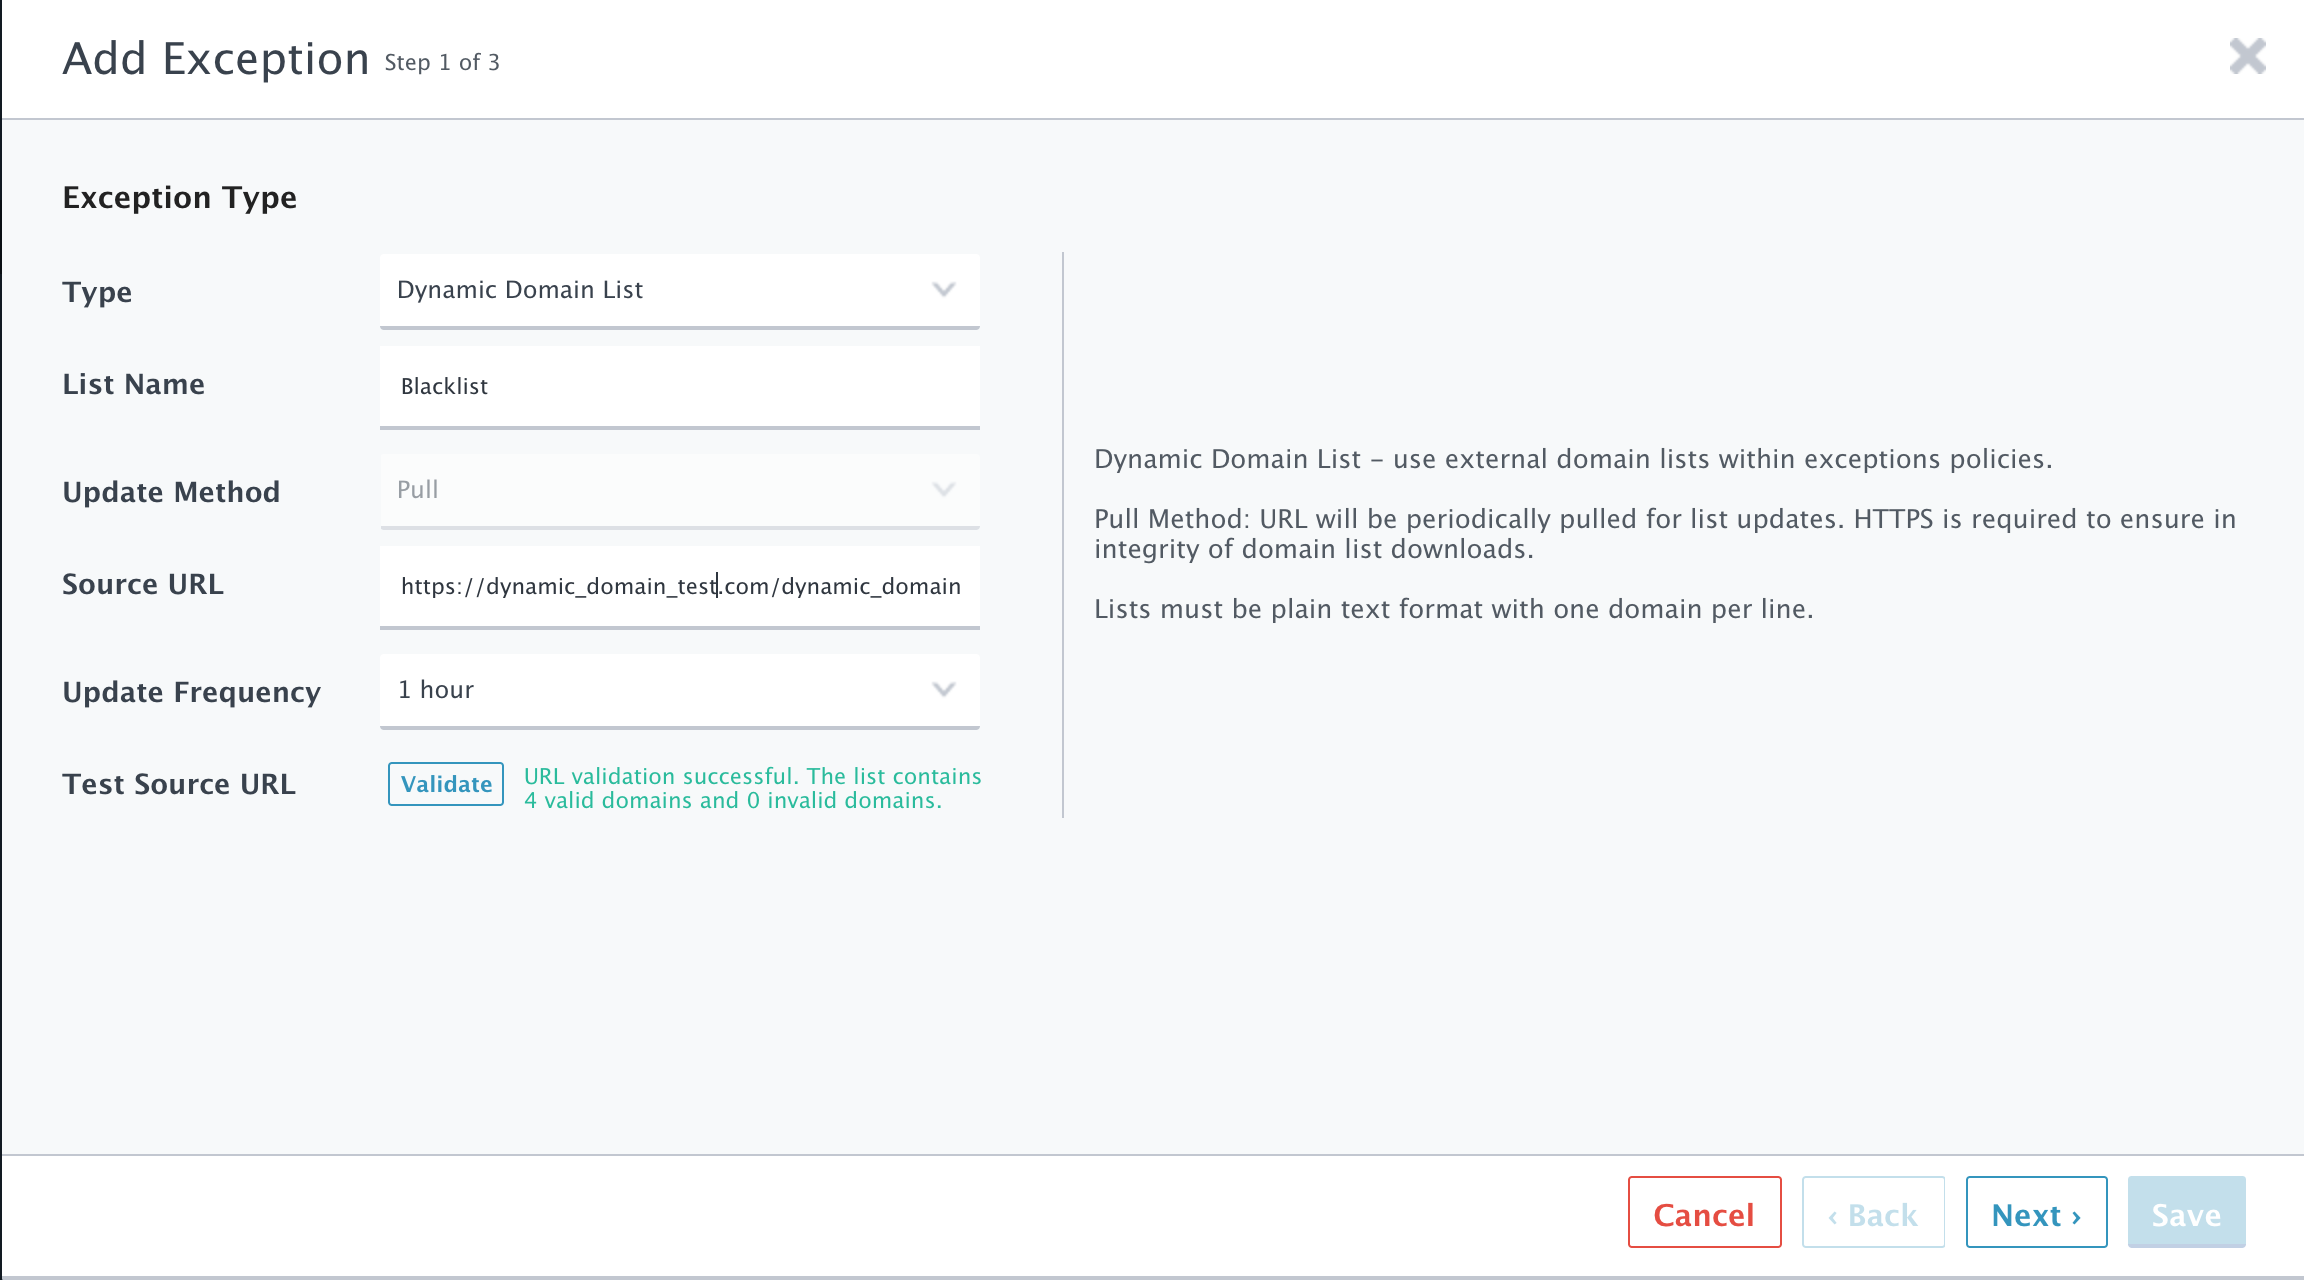 Add Exception Step 1 of 3
Exception Type
Type Dynamic Domain List
List Name Blacklist
Update Method Pull
Source URL https://dynamic_domain_test.com/dynamic_domain
Update Frequency 1 hour
Test Source URL Validate URL validation successful. The list contains
4 valid domains and 0 invalid domains.
Dynamic Domain List – use external domain lists within exceptions policies.
Pull Method: URL will be periodically pulled for list updates. HTTPS is required to ensure in
integrity of domain list downloads.
Lists must be plain text format with one domain per line.
Cancel ‹ Back Next › Save